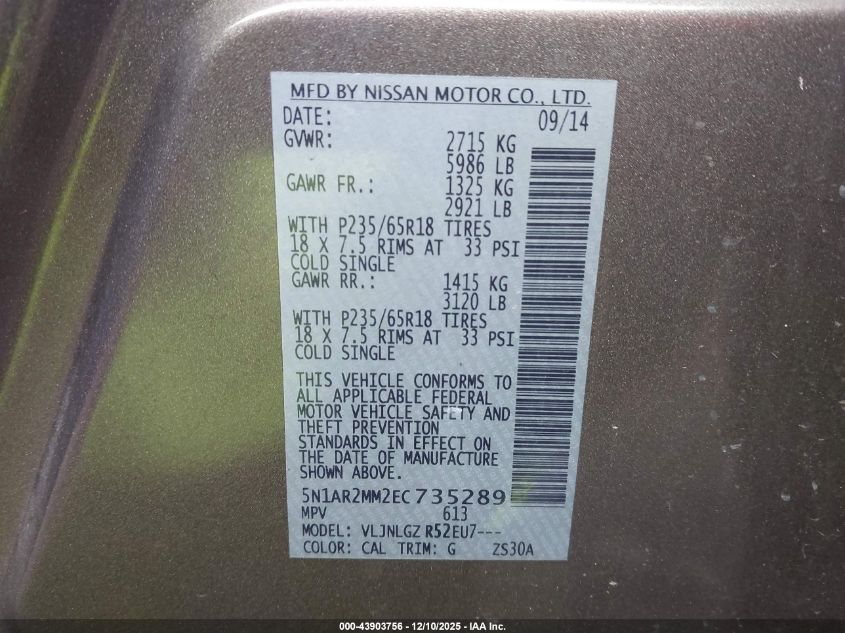 MFD BY NISSAN MOTOR CO., LTD.
DATE: 09/14
GVWR: 2715 KG
5986 LB
GAWR FR.: 1325 KG
2921 LB
WITH P235/65R18 TIRES
18 X 7.5 RIMS AT 33 PSI
COLD SINGLE
GAWR RR.: 1415 KG
3120 LB
WITH P235/65R18 TIRES
18 X 7.5 RIMS AT 33 PSI
COLD SINGLE
THIS VEHICLE CONFORMS TO
ALL APPLICABLE FEDERAL
MOTOR VEHICLE SAFETY AND
THEFT PREVENTION
STANDARDS IN EFFECT ON
THE DATE OF MANUFACTURE
SHOWN ABOVE.
5N1AR2MM2EC735289
MPV 613
MODEL: VLJNLGZ R52EU7---
COLOR: CAL TRIM: G ZS30A
000-43903756 - 12/10/2025 - IAA Inc.